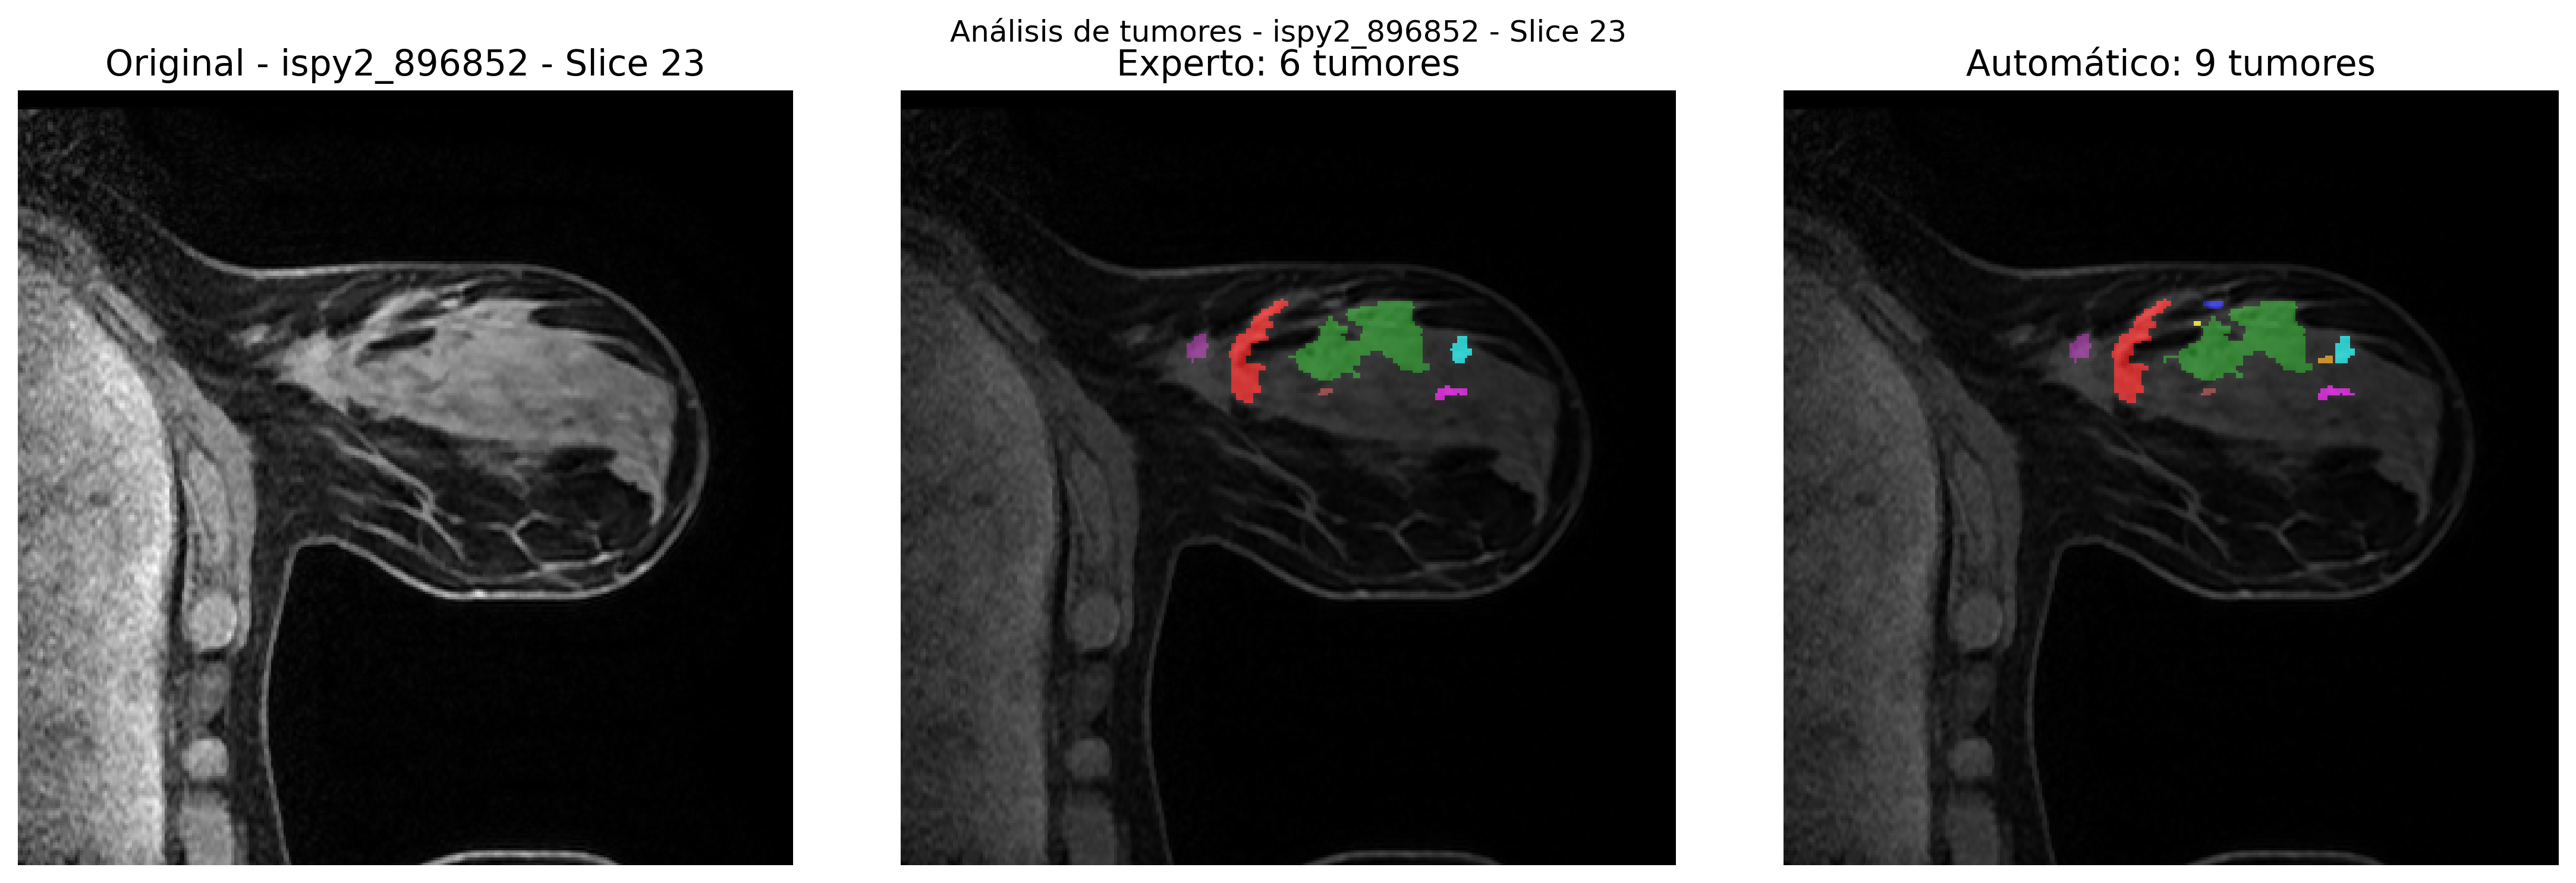 Análisis de tumores - ispy2_896852 - Slice 23
Original - ispy2_896852 - Slice 23
Experto: 6 tumores
Automático: 9 tumores